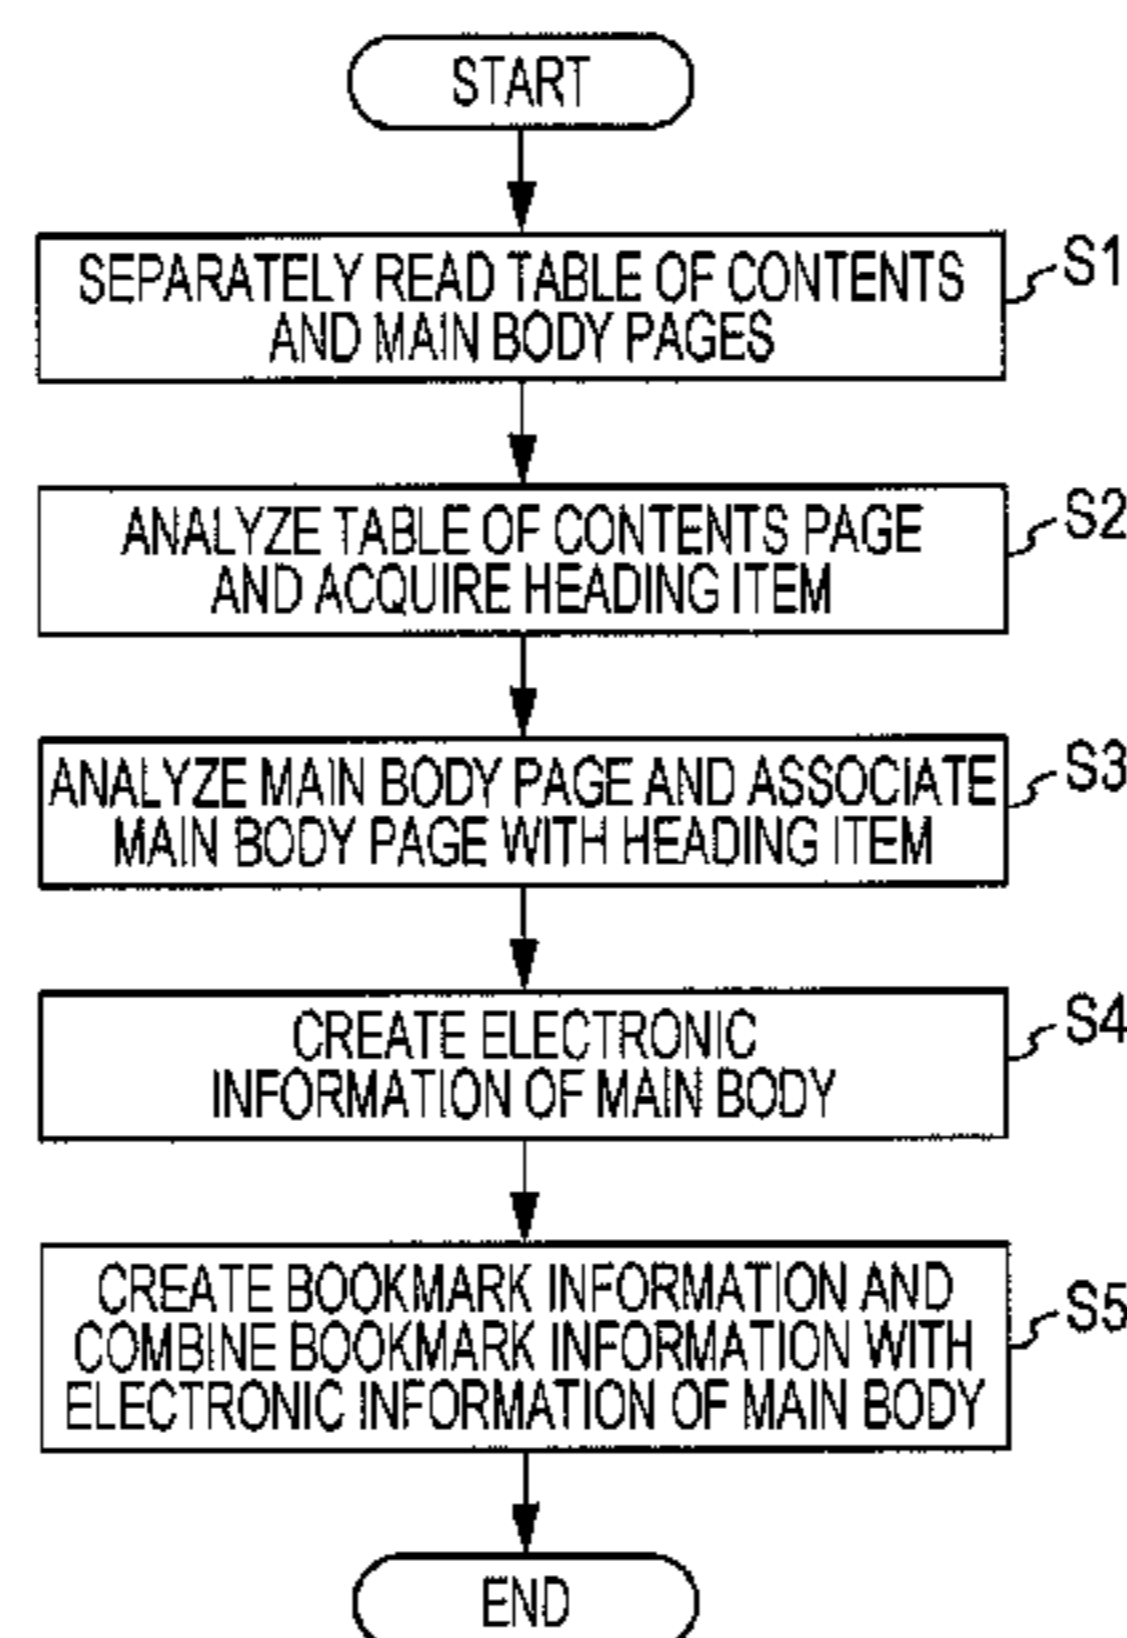 START
SEPARATELY READ TABLE OF CONTENTS
AND MAIN BODY PAGES
S1
ANALYZE TABLE OF CONTENTS PAGE
AND ACQUIRE HEADING ITEM
S2
ANALYZE MAIN BODY PAGE AND ASSOCIATE
MAIN BODY PAGE WITH HEADING ITEM
S3
CREATE ELECTRONIC
INFORMATION OF MAIN BODY
S4
CREATE BOOKMARK INFORMATION AND
COMBINE BOOKMARK INFORMATION WITH
ELECTRONIC INFORMATION OF MAIN BODY
S5
END